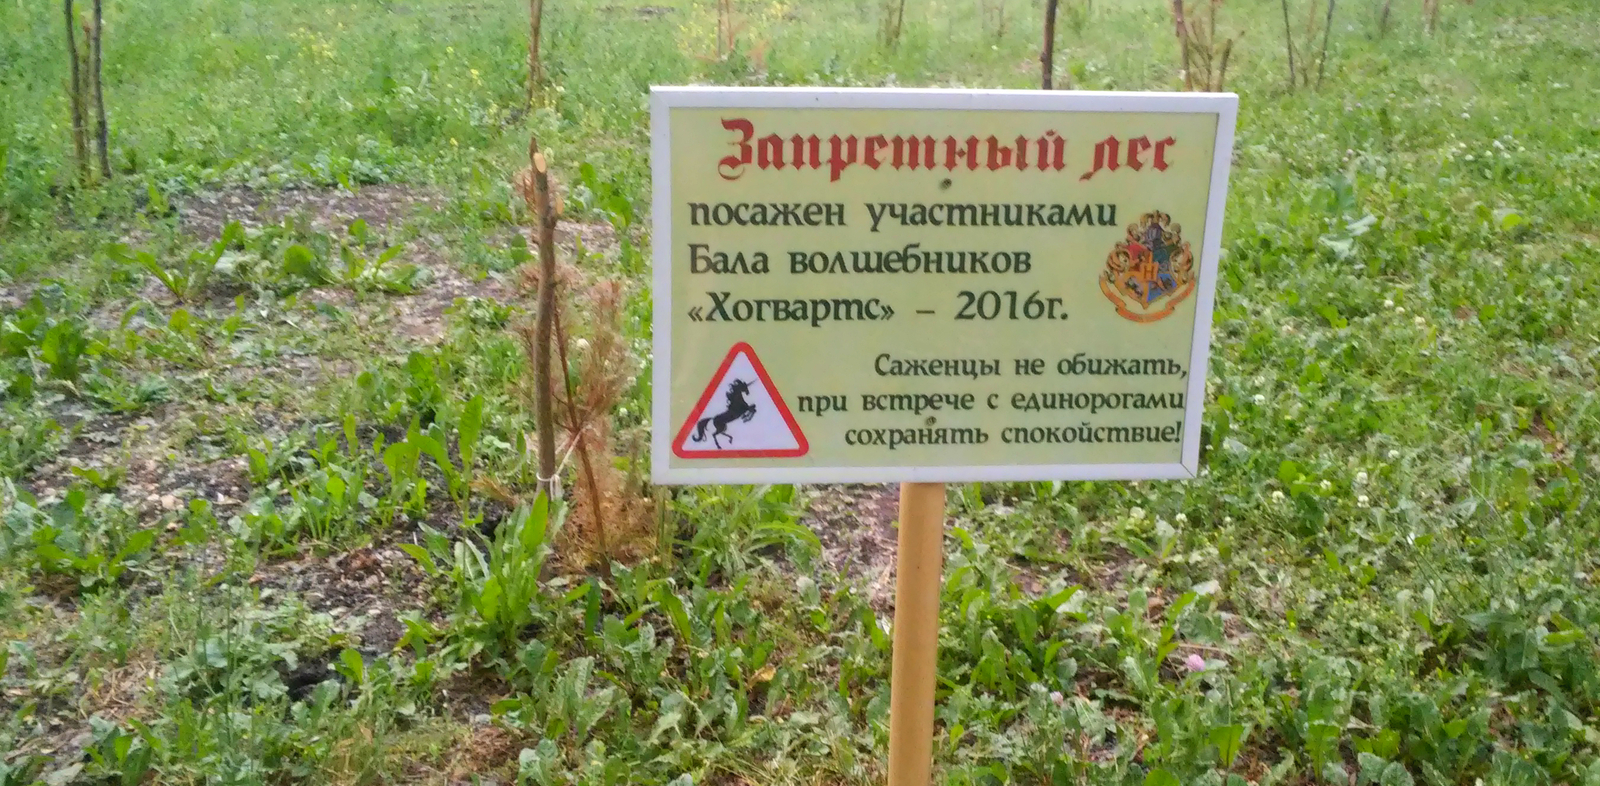 Запретный лес
посажен участниками
Бала волшебников
«Хогвартс» – 2016г.
H
Саженцы не обижать,
при встрече с единорогами
сохранять спокойствие!